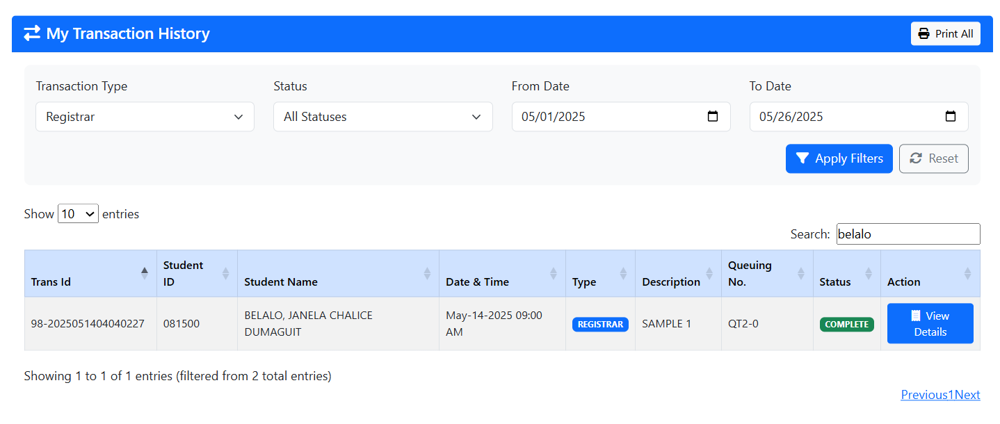 My Transaction History
Print All
Transaction Type
Status
From Date
To Date
Registrar
All Statuses
05/01/2025
05/26/2025
Apply Filters
Reset
Show 10 entries
Search: belalo
Trans Id
Student ID
Student Name
Date & Time
Type
Description
Queuing No.
Status
Action
98-2025051404040227
081500
BELALO, JANELA CHALICE
DUMAGUIT
May-14-2025 09:00
AM
REGISTRAR
SAMPLE 1
QT2-0
COMPLETE
View
Details
Showing 1 to 1 of 1 entries (filtered from 2 total entries)
Previous1Next